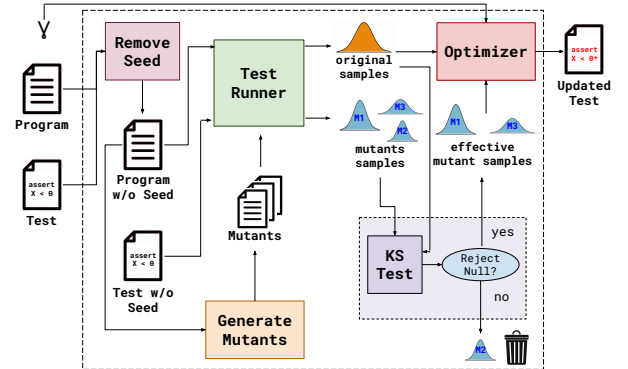 γ
Remove
Seed
Test
Runner
original
samples
Optimizer
assert
X < θ*
Updated
Test
Program
M1
M3
M2
mutants
samples
M1
M3
effective
mutant samples
assert
X < θ
Test
Program
w/o Seed
Mutants
assert
X < θ
Test w/o
Seed
Generate
Mutants
KS
Test
Reject
Null?
yes
no
M2